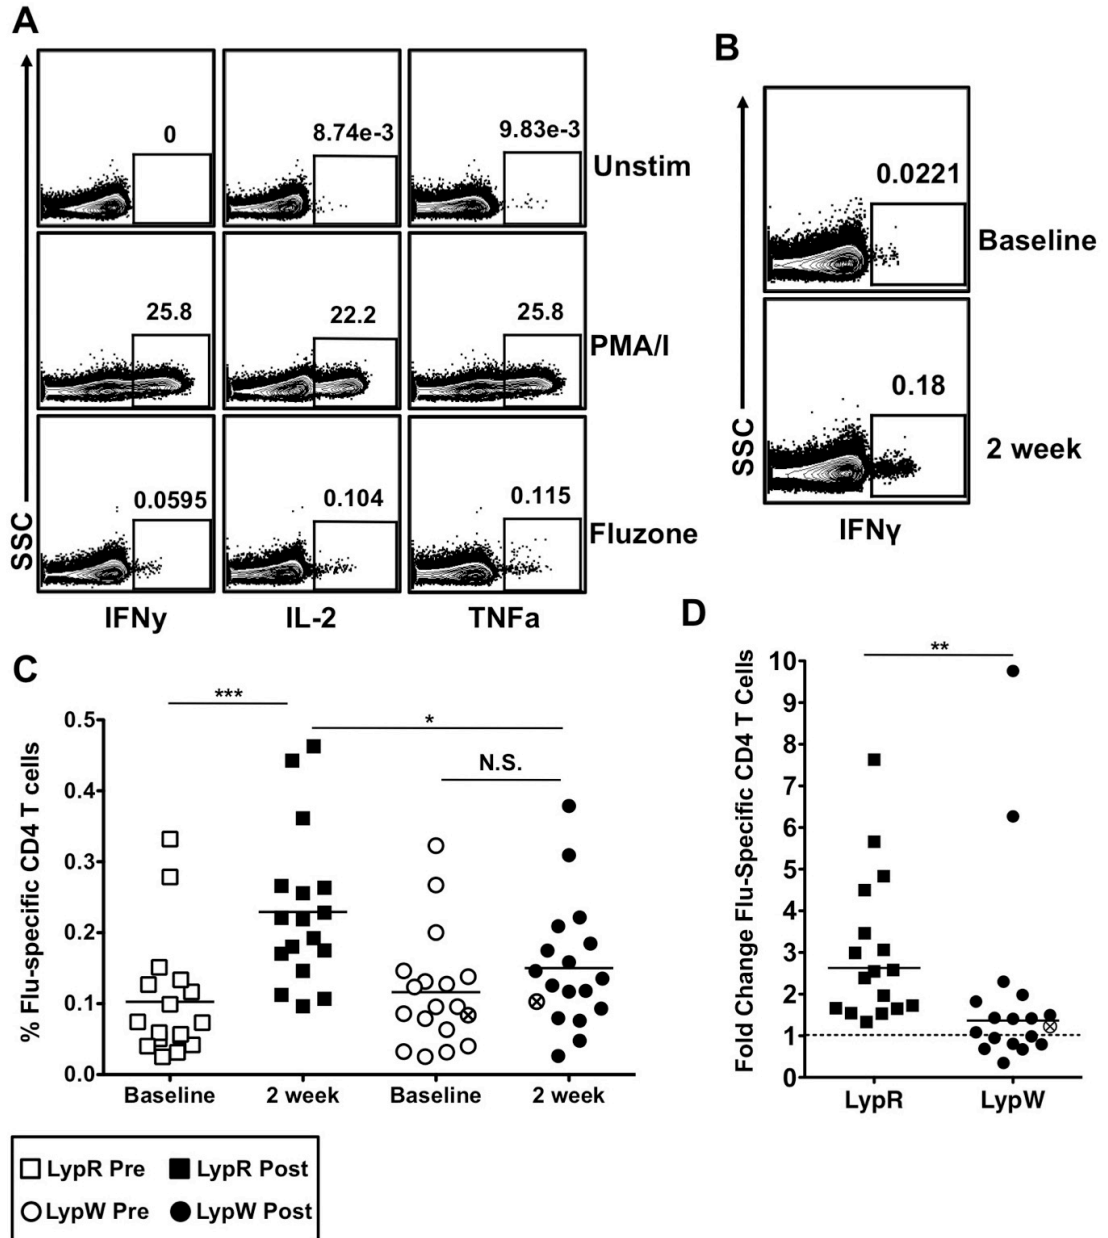 A
0
8.74e-3
9.83e-3
Unstim
25.8
22.2
25.8
PMA/I
0.0595
0.104
0.115
Fluzone
SSC
IFNy
IL-2
TNFa
B
0.0221
Baseline
0.18
2 week
SSC
IFNγ
C
% Flu-specific CD4 T cells
0.5
0.4
0.3
0.2
0.1
0.0
***
*
N.S.
Baseline
2 week
Baseline
2 week
LypR Pre
LypR Post
LypW Pre
LypW Post
D
Fold Change Flu-Specific CD4 T Cells
10
9
8
7
6
5
4
3
2
1
0
**
LypR
LypW